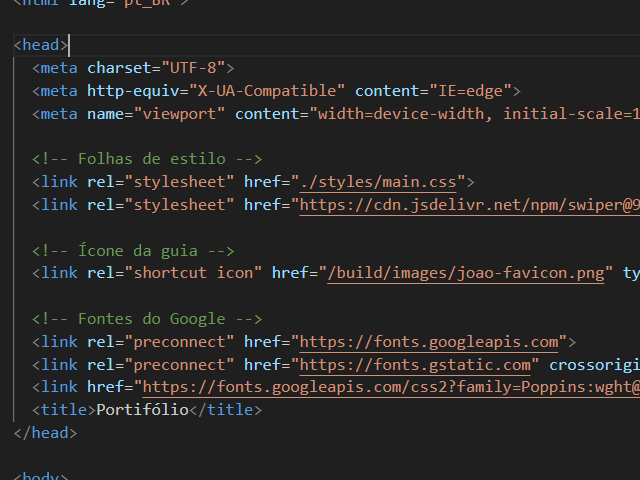 <html lang="pt_BR">
<head>
<meta charset="UTF-8">
<meta http-equiv="X-UA-Compatible" content="IE=edge">
<meta name="viewport" content="width=device-width, initial-scale=1
<!-- Folhas de estilo -->
<link rel="stylesheet" href="./styles/main.css">
<link rel="stylesheet" href="https://cdn.jsdelivr.net/npm/swiper@9
<!-- Ícone da guia -->
<link rel="shortcut icon" href="/build/images/joao-favicon.png" ty
<!-- Fontes do Google -->
<link rel="preconnect" href="https://fonts.googleapis.com">
<link rel="preconnect" href="https://fonts.gstatic.com" crossorigi
<link href="https://fonts.googleapis.com/css2?family=Poppins:wght@
<title>Portifólio</title>
</head>
<body>